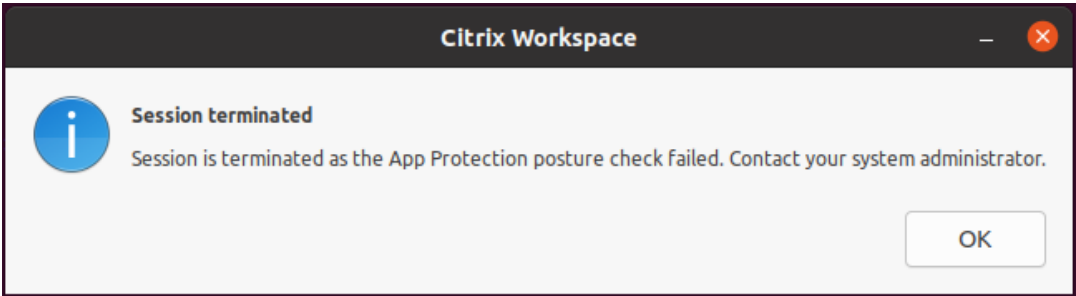 Citrix Workspace
Session terminated
Session is terminated as the App Protection posture check failed. Contact your system administrator.
OK